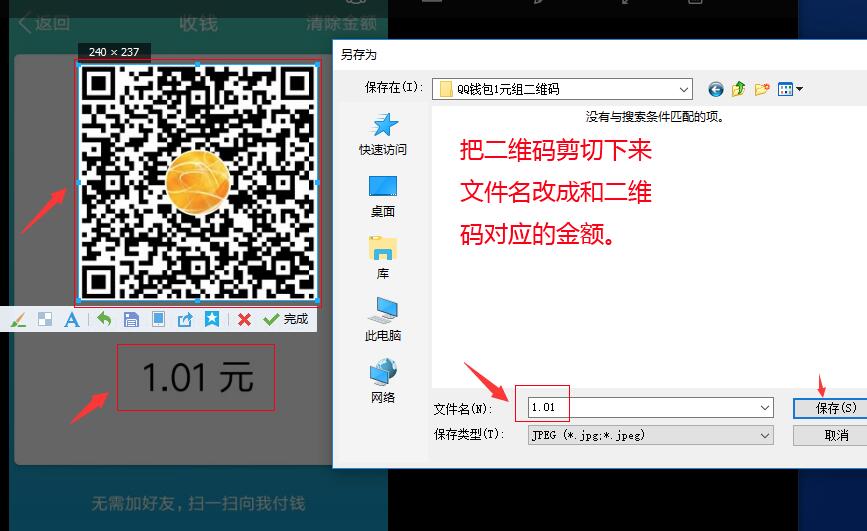 返回
收钱
清除金额
240 × 237
完成
1.01 元
无需加好友，扫一扫向我付钱
另存为
保存在(I):
QQ钱包1元组二维码
没有与搜索条件匹配的项。
快速访问
桌面
库
此电脑
网络
把二维码剪切下来
文件名改成和二维
码对应的金额。
文件名(N):
1.01
保存(S)
保存类型(T):
JPEG (*.jpg;*.jpeg)
取消